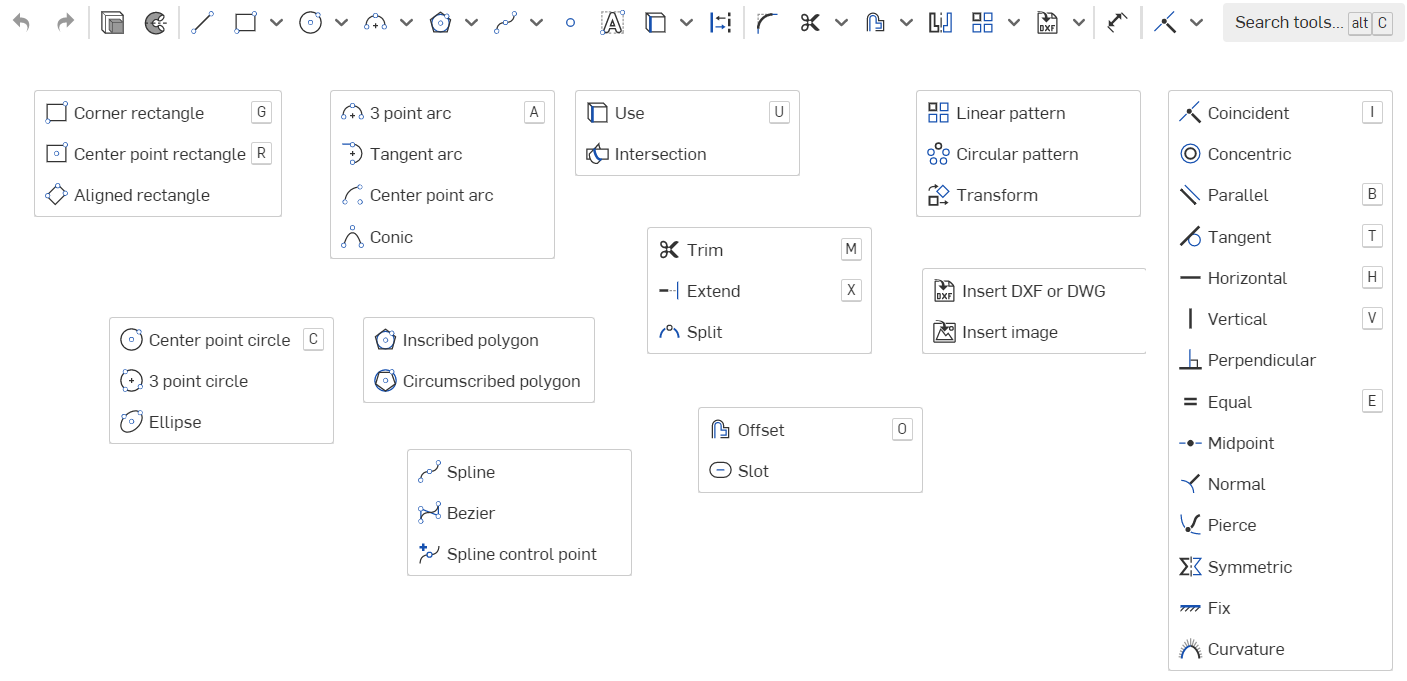 Search tools... alt C
DXF
Corner rectangle G
Center point rectangle R
Aligned rectangle
3 point arc A
Tangent arc
Center point arc
Conic
Use U
Intersection
Linear pattern
Circular pattern
Transform
Coincident I
Concentric
Parallel B
Tangent T
Horizontal H
Vertical V
Perpendicular
Equal E
Midpoint
Normal
Pierce
Symmetric
Fix
Curvature
Trim M
Extend X
Split
DXF Insert DXF or DWG
Insert image
Center point circle C
3 point circle
Ellipse
Inscribed polygon
Circumscribed polygon
Offset O
Slot
Spline
Bezier
Spline control point